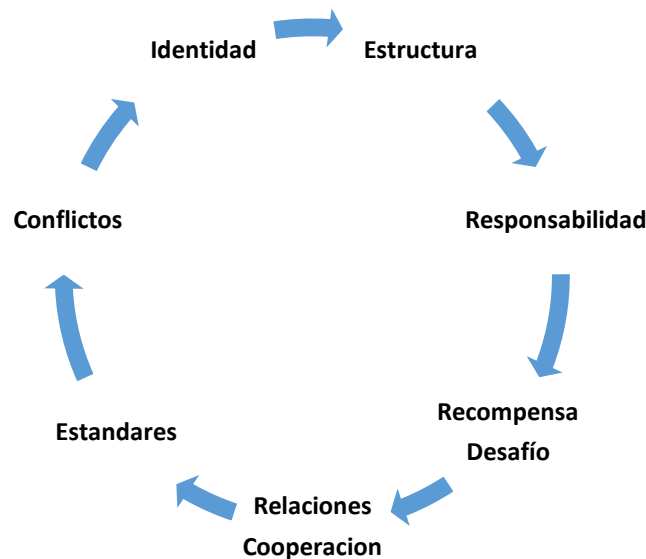 Identidad
Estructura
Responsabilidad
Recompensa
Desafío
Relaciones
Cooperacion
Estandares
Conflictos